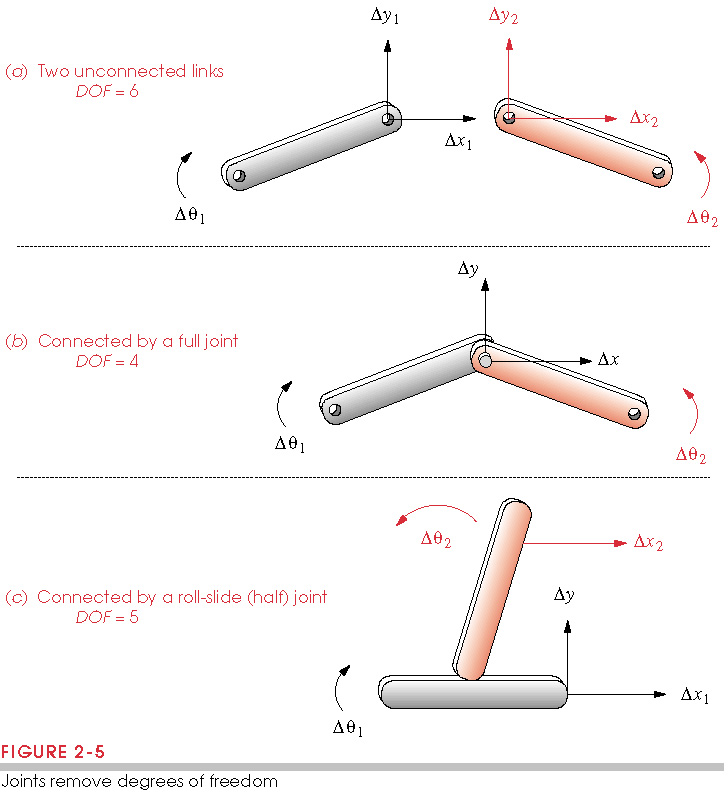 Δy₁
Δy₂
(a) Two unconnected links
DOF = 6
Δx₁
Δx₂
Δθ₁
Δθ₂
Δy
(b) Connected by a full joint
DOF = 4
Δx
Δθ₁
Δθ₂
Δθ₂
Δx₂
(c) Connected by a roll-slide (half) joint
DOF = 5
Δy
Δx₁
Δθ₁
FIGURE 2-5
Joints remove degrees of freedom